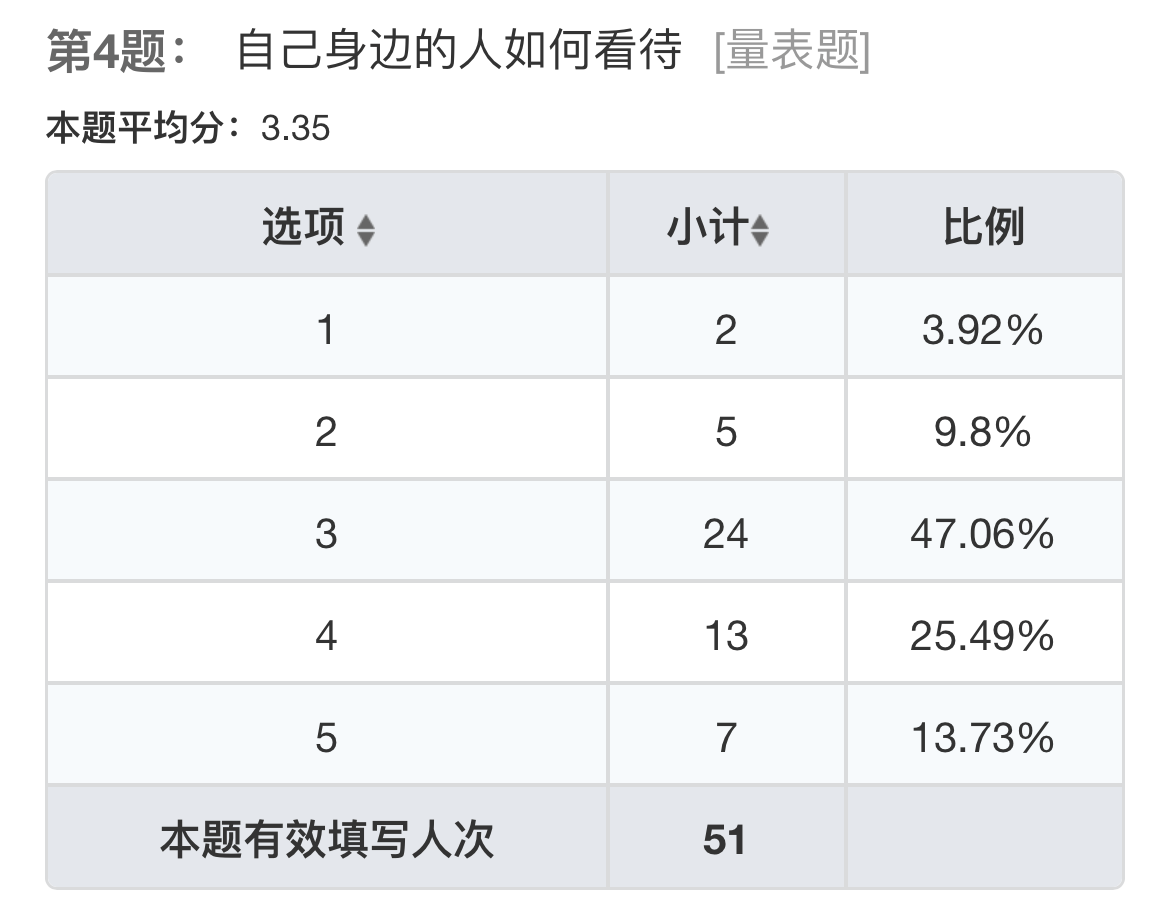 第4题： 自己身边的人如何看待 [量表题]
本题平均分：3.35
选项 小计 比例
1 2 3.92%
2 5 9.8%
3 24 47.06%
4 13 25.49%
5 7 13.73%
本题有效填写人次 51